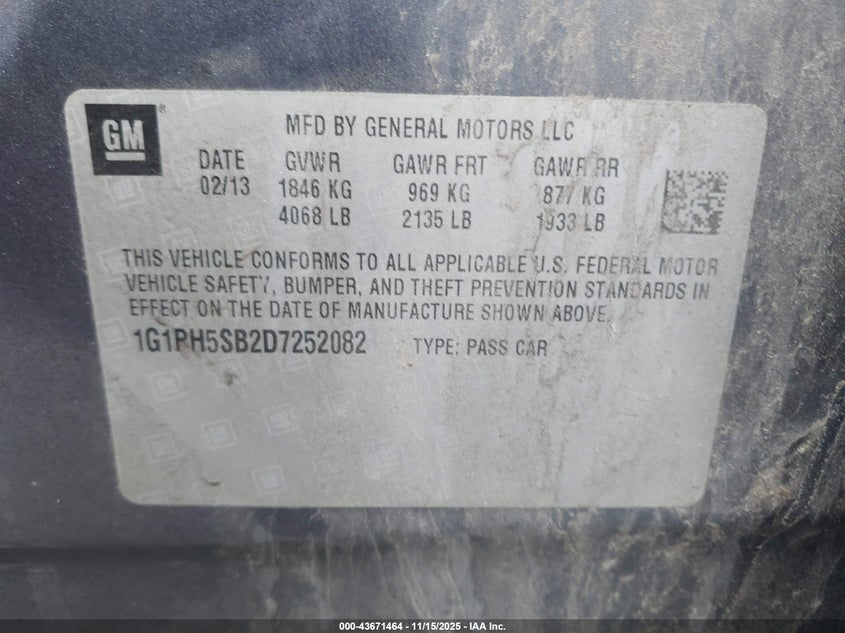 GM ®
MFD BY GENERAL MOTORS LLC
DATE GVWR GAWR FRT GAWR RR
02/13 1846 KG 969 KG 877 KG
4068 LB 2135 LB 1933 LB
THIS VEHICLE CONFORMS TO ALL APPLICABLE U.S. FEDERAL MOTOR
VEHICLE SAFETY, BUMPER, AND THEFT PREVENTION STANDARDS IN
EFFECT ON THE DATE OF MANUFACTURE SHOWN ABOVE.
1G1PH5SB2D7252082 TYPE: PASS CAR
000-43671464 - 11/15/2025 - IAA Inc.